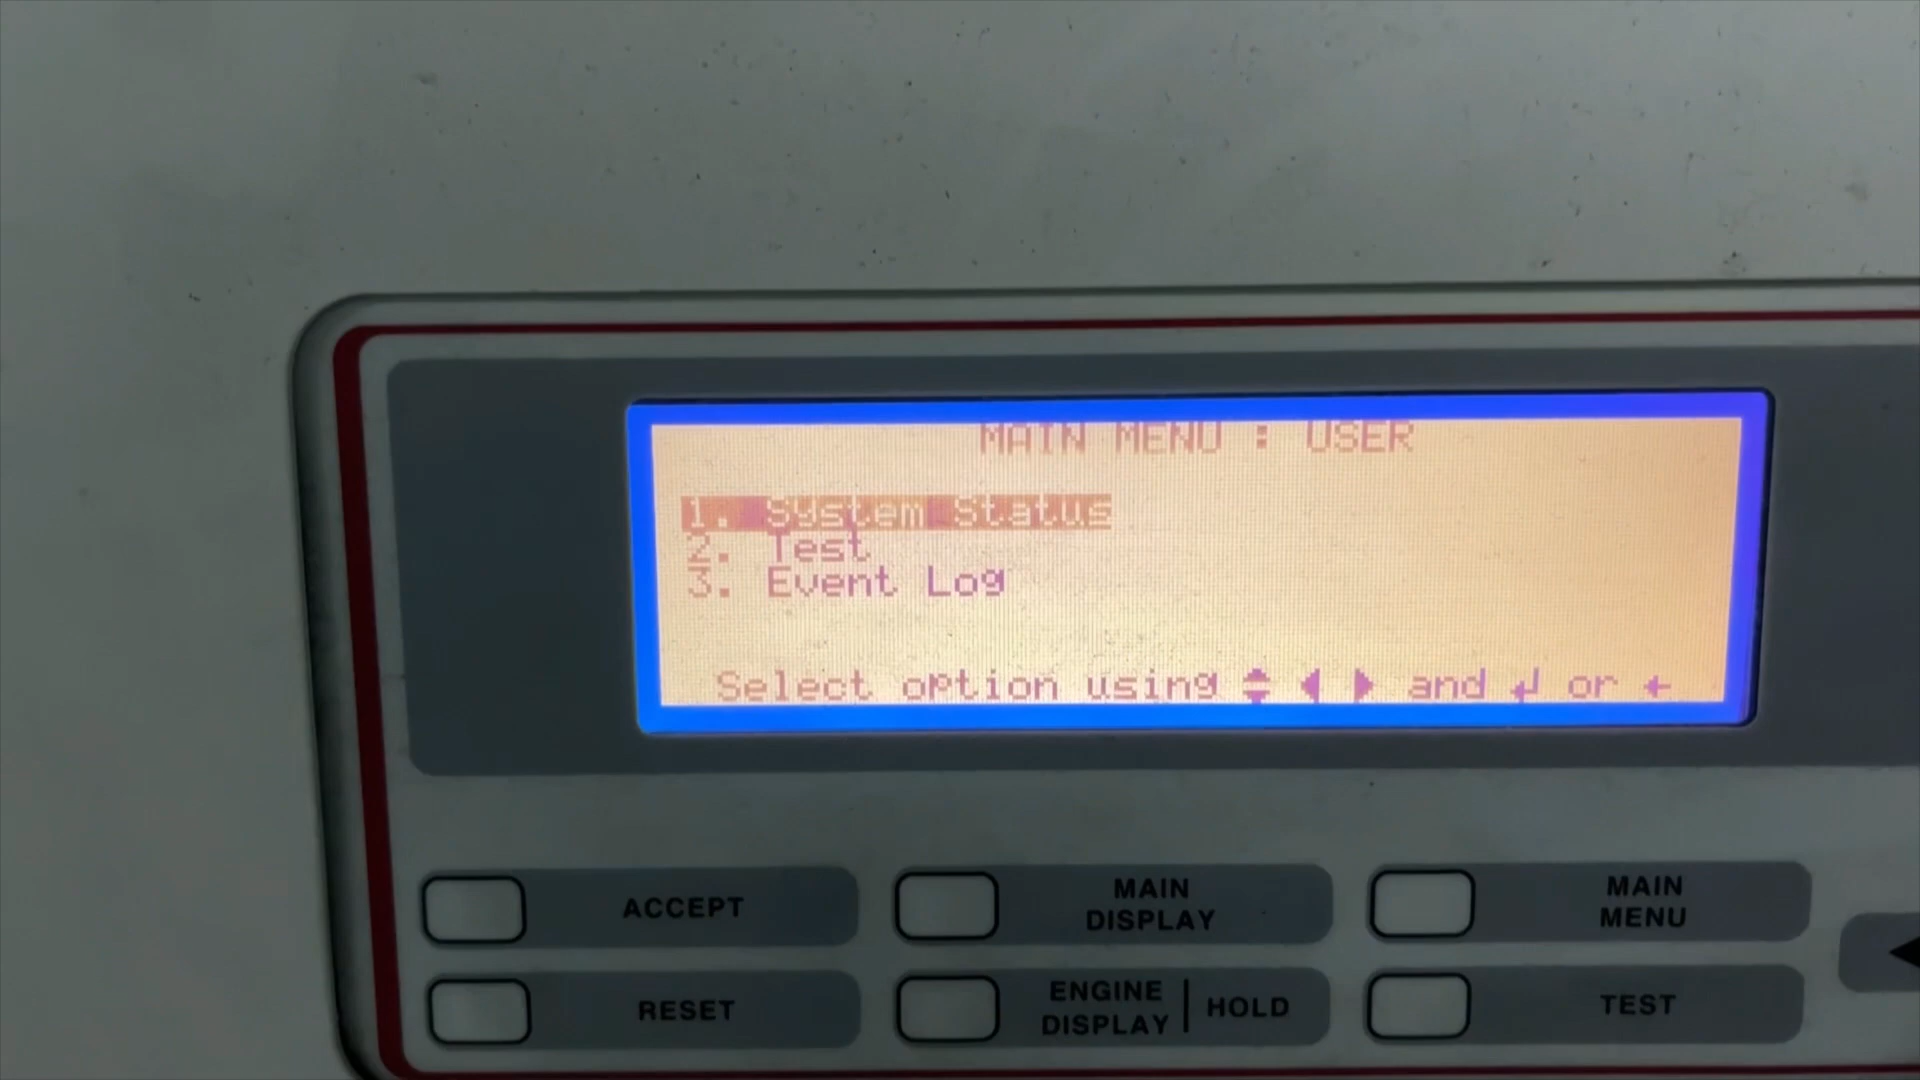 MAIN MENU : USER
1. System Status
2. Test
3. Event Log
Select option using ▲▼ ◀ ▶ and ↵ or ←
ACCEPT
MAIN DISPLAY
MAIN MENU
RESET
ENGINE DISPLAY | HOLD
TEST